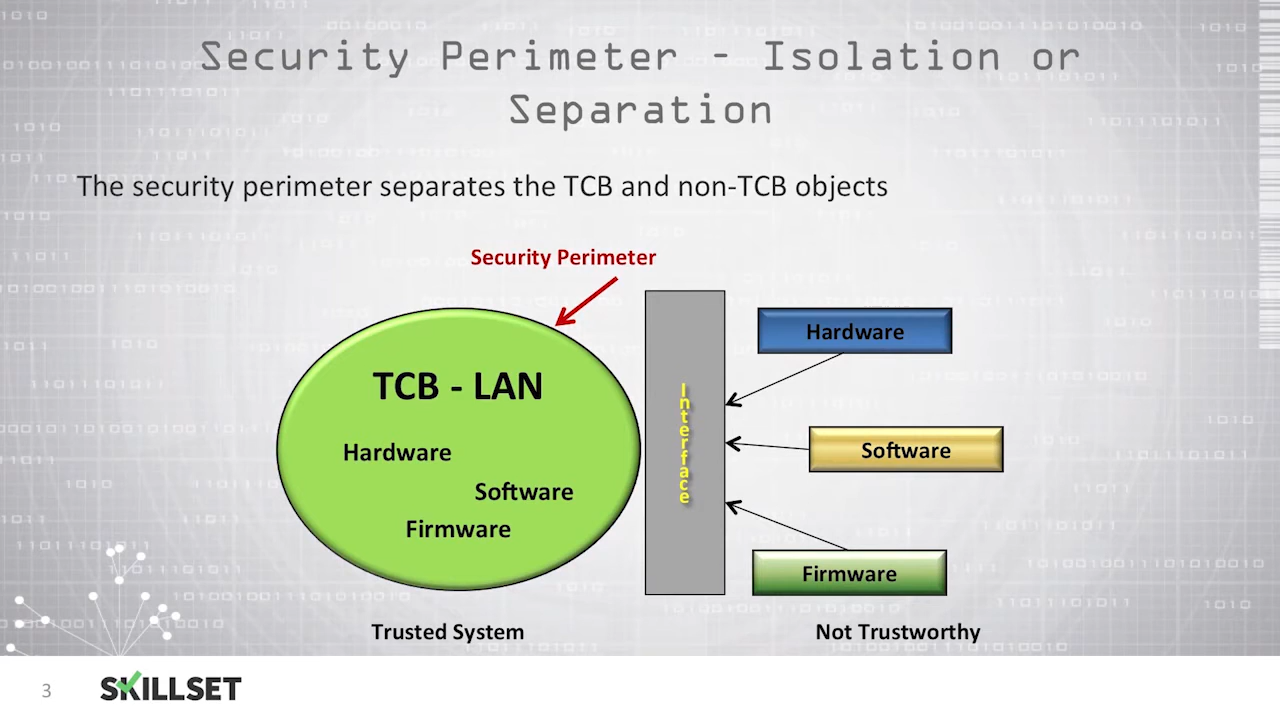 Security Perimeter - Isolation or
Separation
The security perimeter separates the TCB and non-TCB objects
Security Perimeter
TCB - LAN
Hardware
Software
Firmware
Interface
Hardware
Software
Firmware
Trusted System
Not Trustworthy
3
SKILLSET